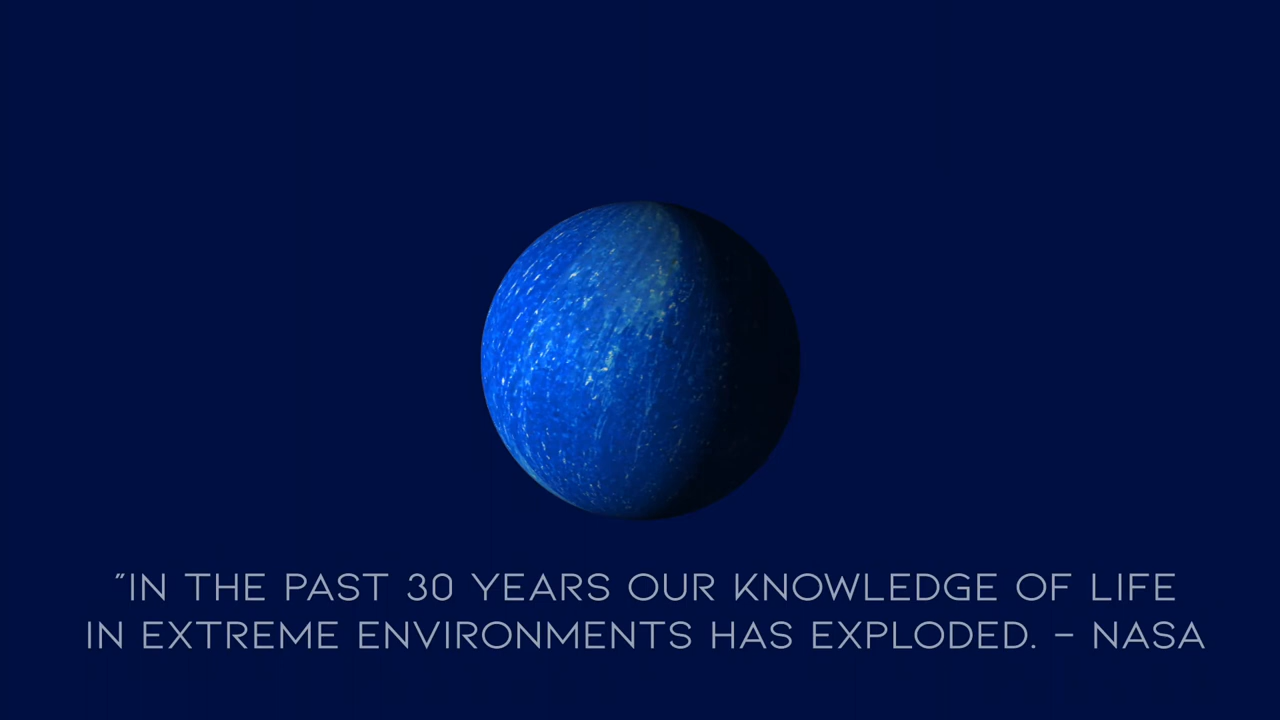 "IN THE PAST 30 YEARS OUR KNOWLEDGE OF LIFE
IN EXTREME ENVIRONMENTS HAS EXPLODED. – NASA